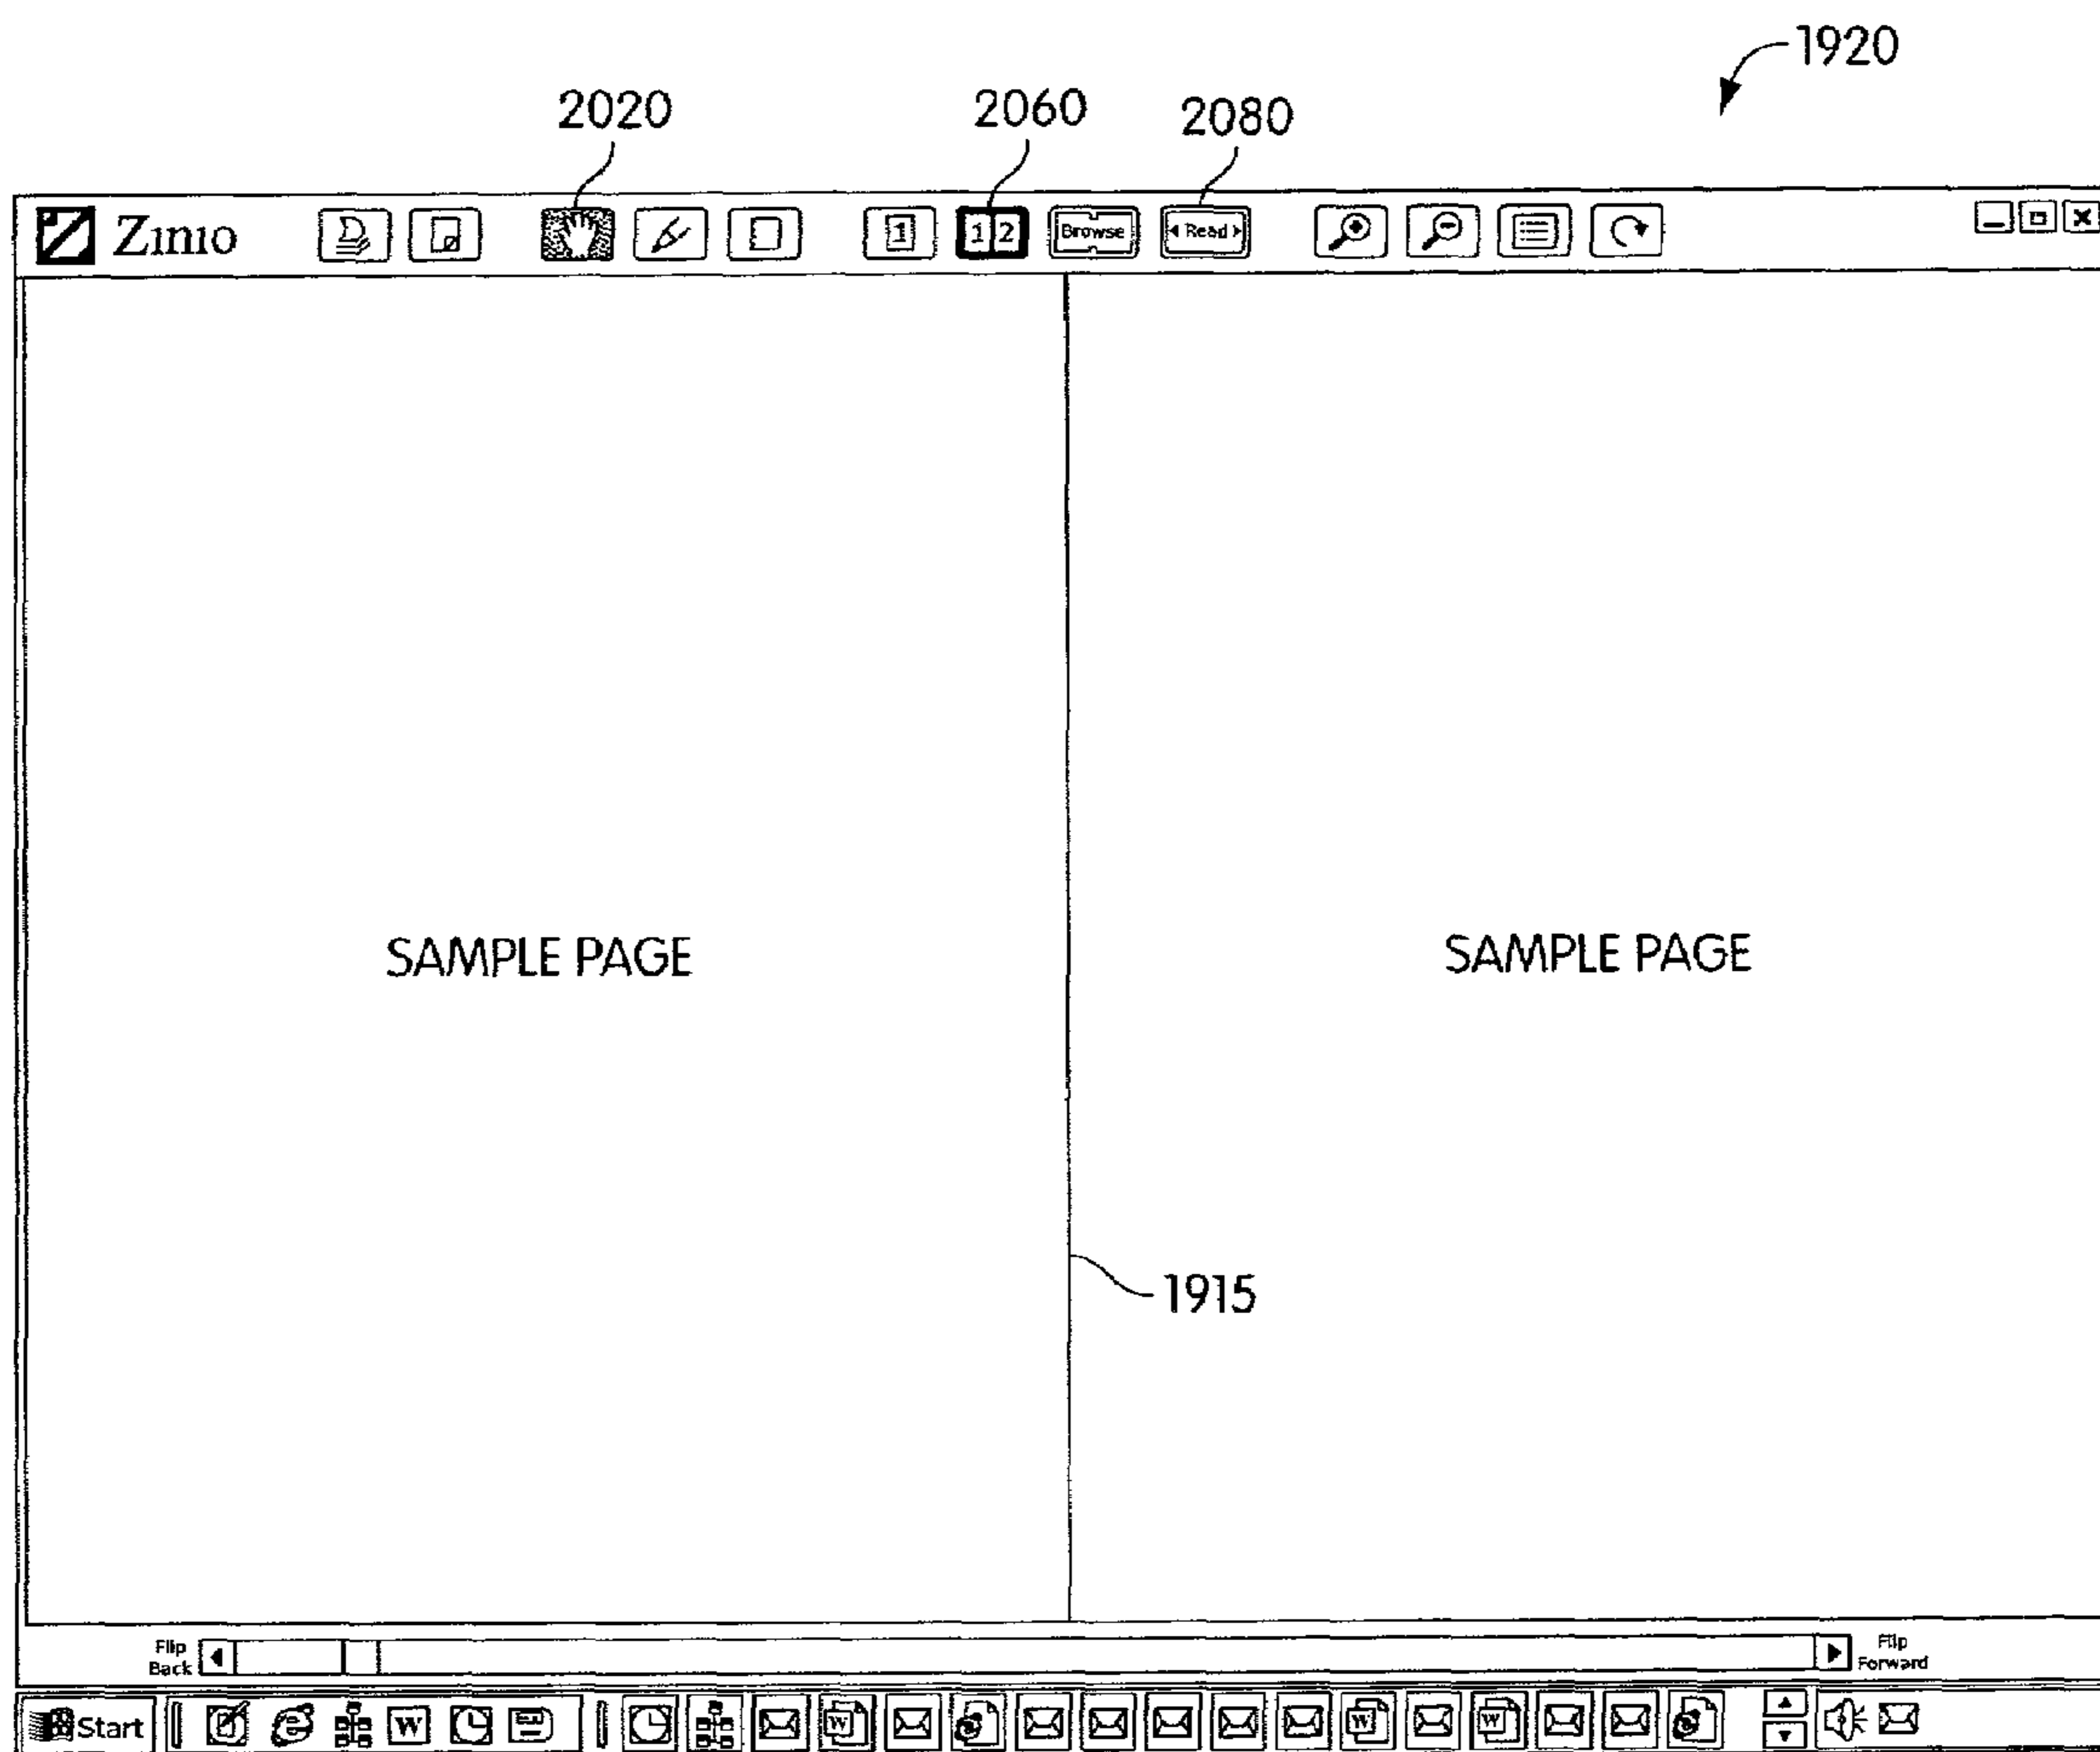 1920
2020 2060 2080
Zinio
1 1 2 Browse Read
SAMPLE PAGE SAMPLE PAGE
1915
Flip Back Flip Forward
Start W W W W